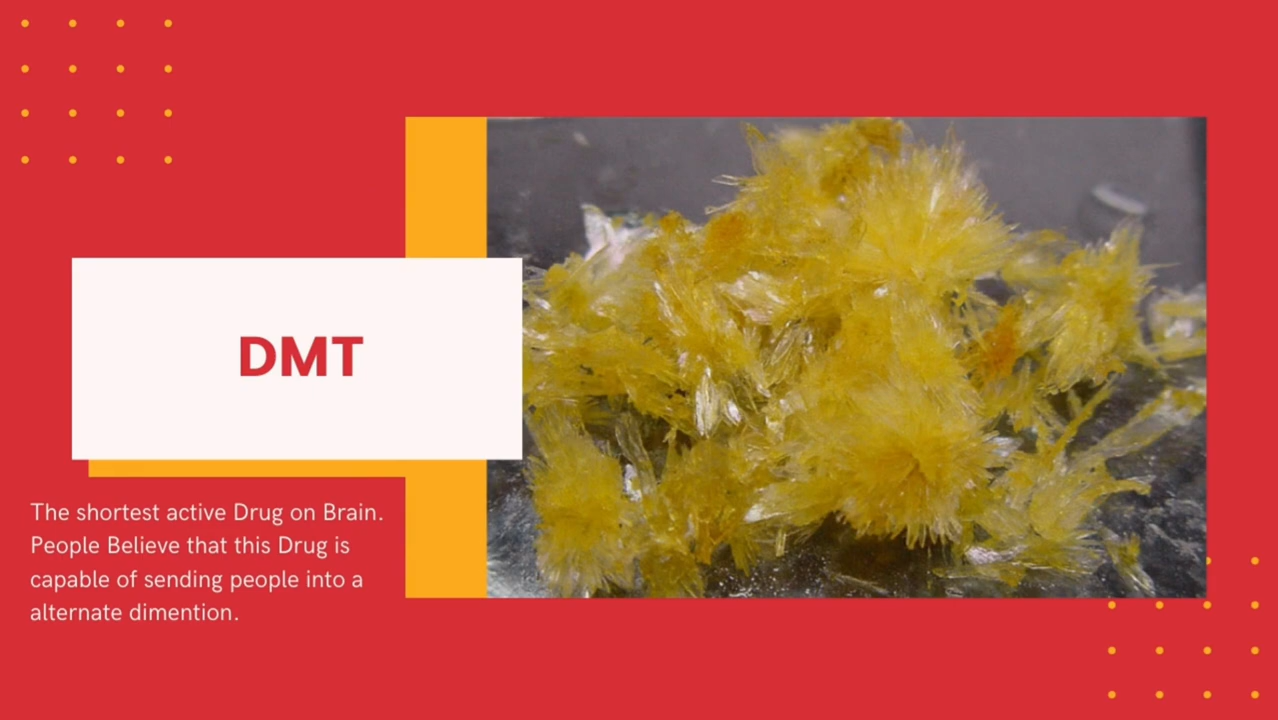 DMT
The shortest active Drug on Brain.
People Believe that this Drug is
capable of sending people into a
alternate dimention.